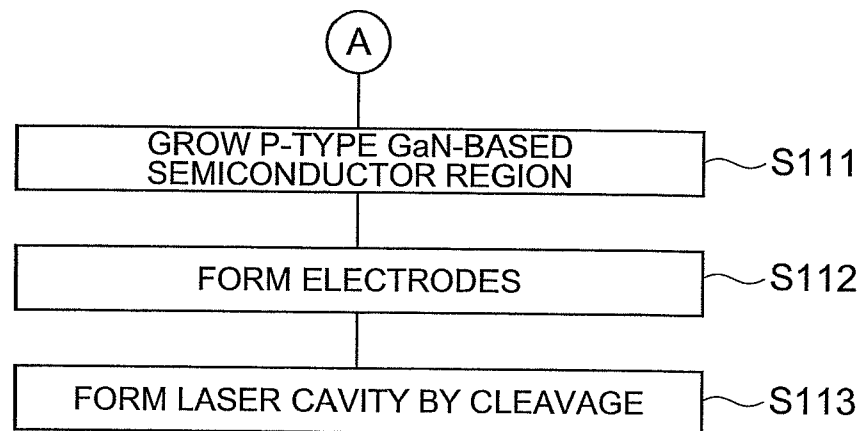 A
GROW P-TYPE GaN-BASED
SEMICONDUCTOR REGION
S111
FORM ELECTRODES
S112
FORM LASER CAVITY BY CLEAVAGE
S113